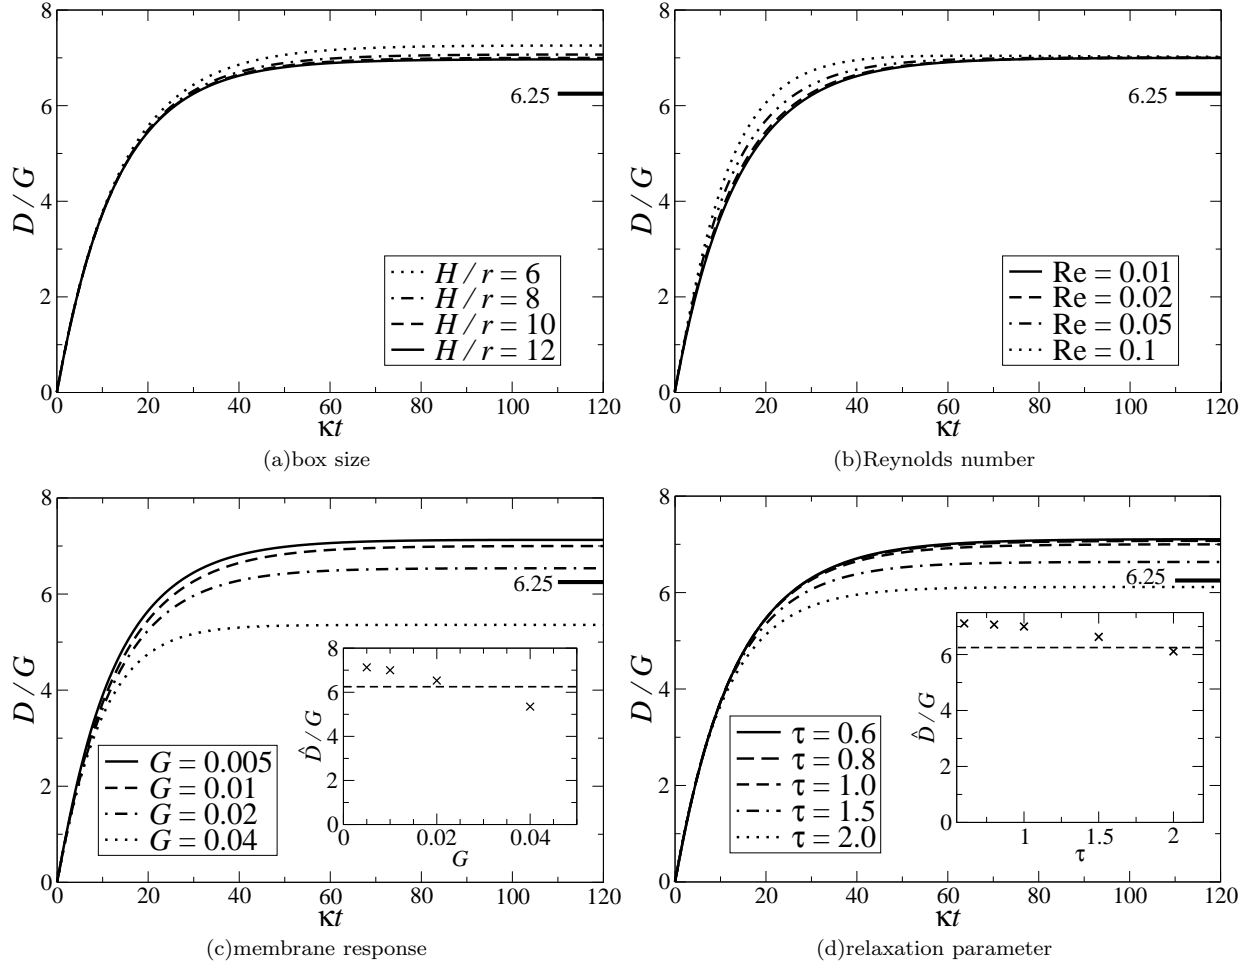 8
6
4
2
0
D / G
6.25
H / r = 6
H / r = 8
H / r = 10
H / r = 12
0 20 40 60 80 100 120
κt
(a)box size
8
6
4
2
0
D / G
6.25
Re = 0.01
Re = 0.02
Re = 0.05
Re = 0.1
0 20 40 60 80 100 120
κt
(b)Reynolds number
8
6
4
2
0
D / G
6.25
G = 0.005
G = 0.01
G = 0.02
G = 0.04
8
6
4
2
0
D̂ / G
0 0.02 0.04
G
0 20 40 60 80 100 120
κt
(c)membrane response
8
6
4
2
0
D / G
6.25
τ = 0.6
τ = 0.8
τ = 1.0
τ = 1.5
τ = 2.0
6
4
2
0
D̂ / G
1 1.5 2
τ
0 20 40 60 80 100 120
κt
(d)relaxation parameter